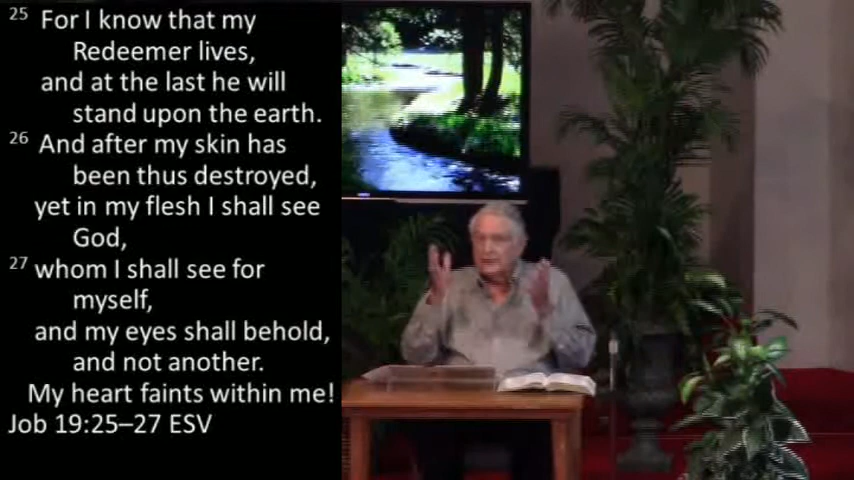 25 For I know that my
Redeemer lives,
and at the last he will
stand upon the earth.
26 And after my skin has
been thus destroyed,
yet in my flesh I shall see
God,
27 whom I shall see for
myself,
and my eyes shall behold,
and not another.
My heart faints within me!
Job 19:25–27 ESV